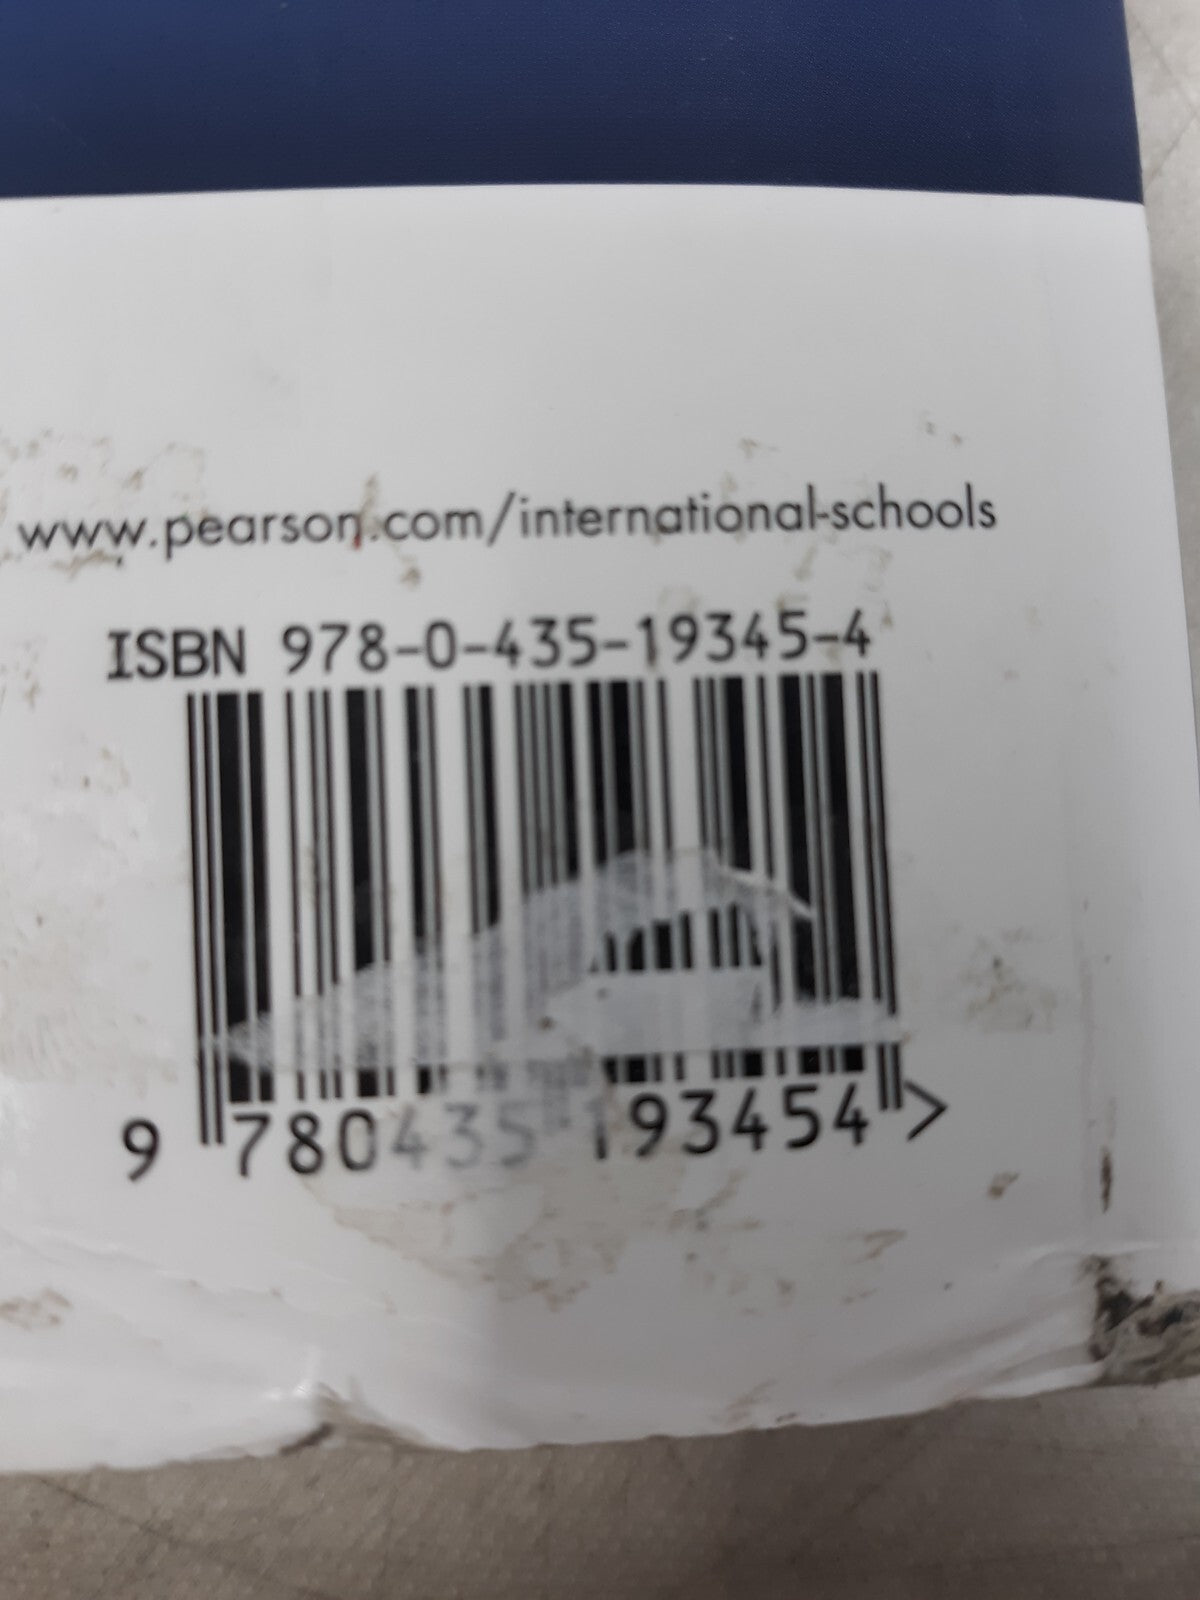 www.pearson.com/international-schools
ISBN 978-0-435-19345-4
9 780435 193454 >